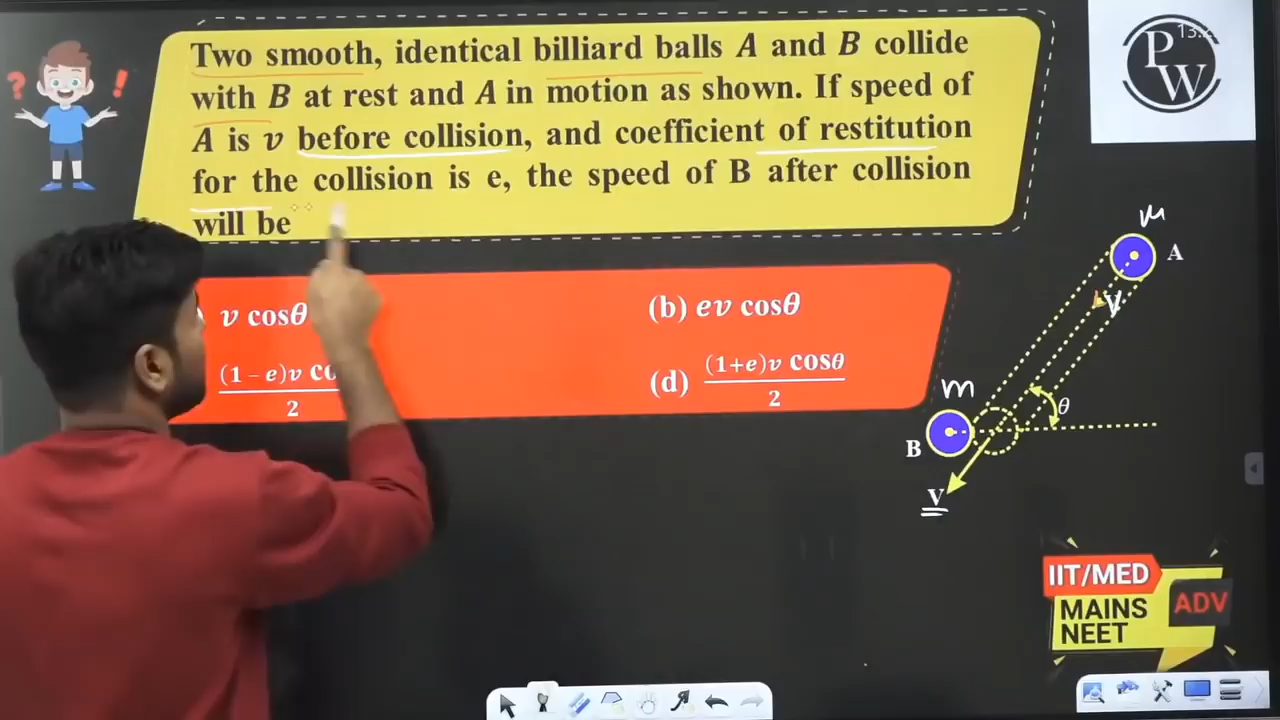 Two smooth, identical billiard balls A and B collide
with B at rest and A in motion as shown. If speed of
A is v before collision, and coefficient of restitution
for the collision is e, the speed of B after collision
will be
v cosθ
(b) ev cosθ
(1 - e)v
2
(d) (1+e)v cosθ
2
M
A
V
m
θ
B
V
P
W
IIT/MED
MAINS
NEET
ADV
? !